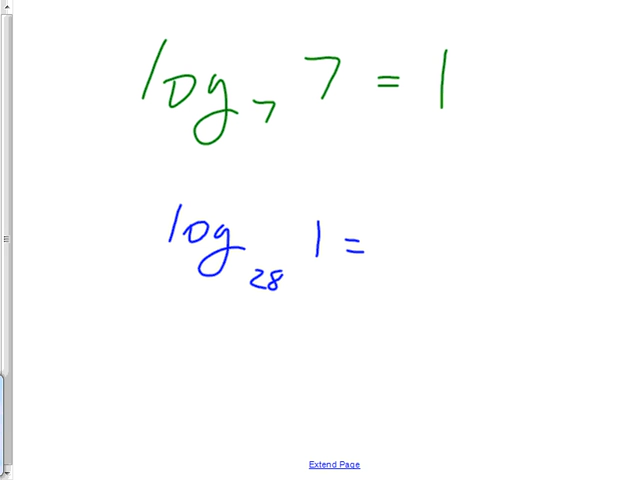 log₇ 7 = 1
log₂₈ 1 =
Extend Page